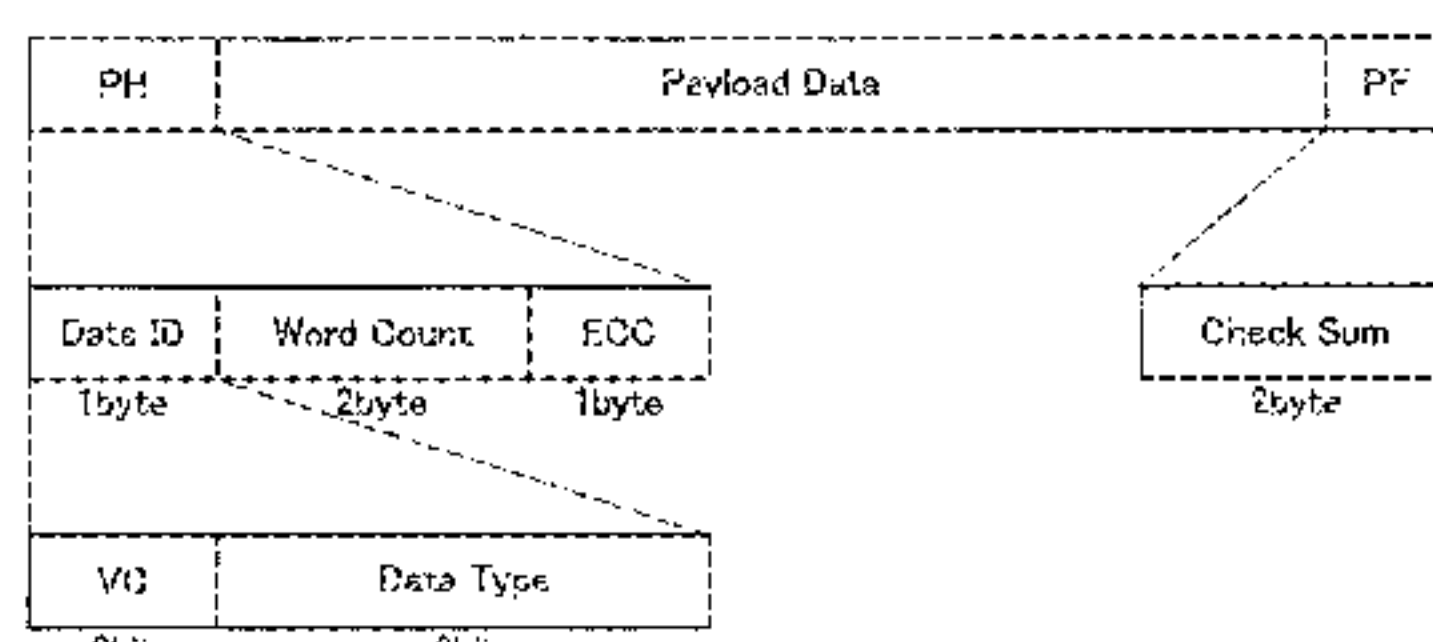 PH Payload Data PF
Data ID Word Count ECC Check Sum
1byte 2byte 1byte 2byte
VC Data Type